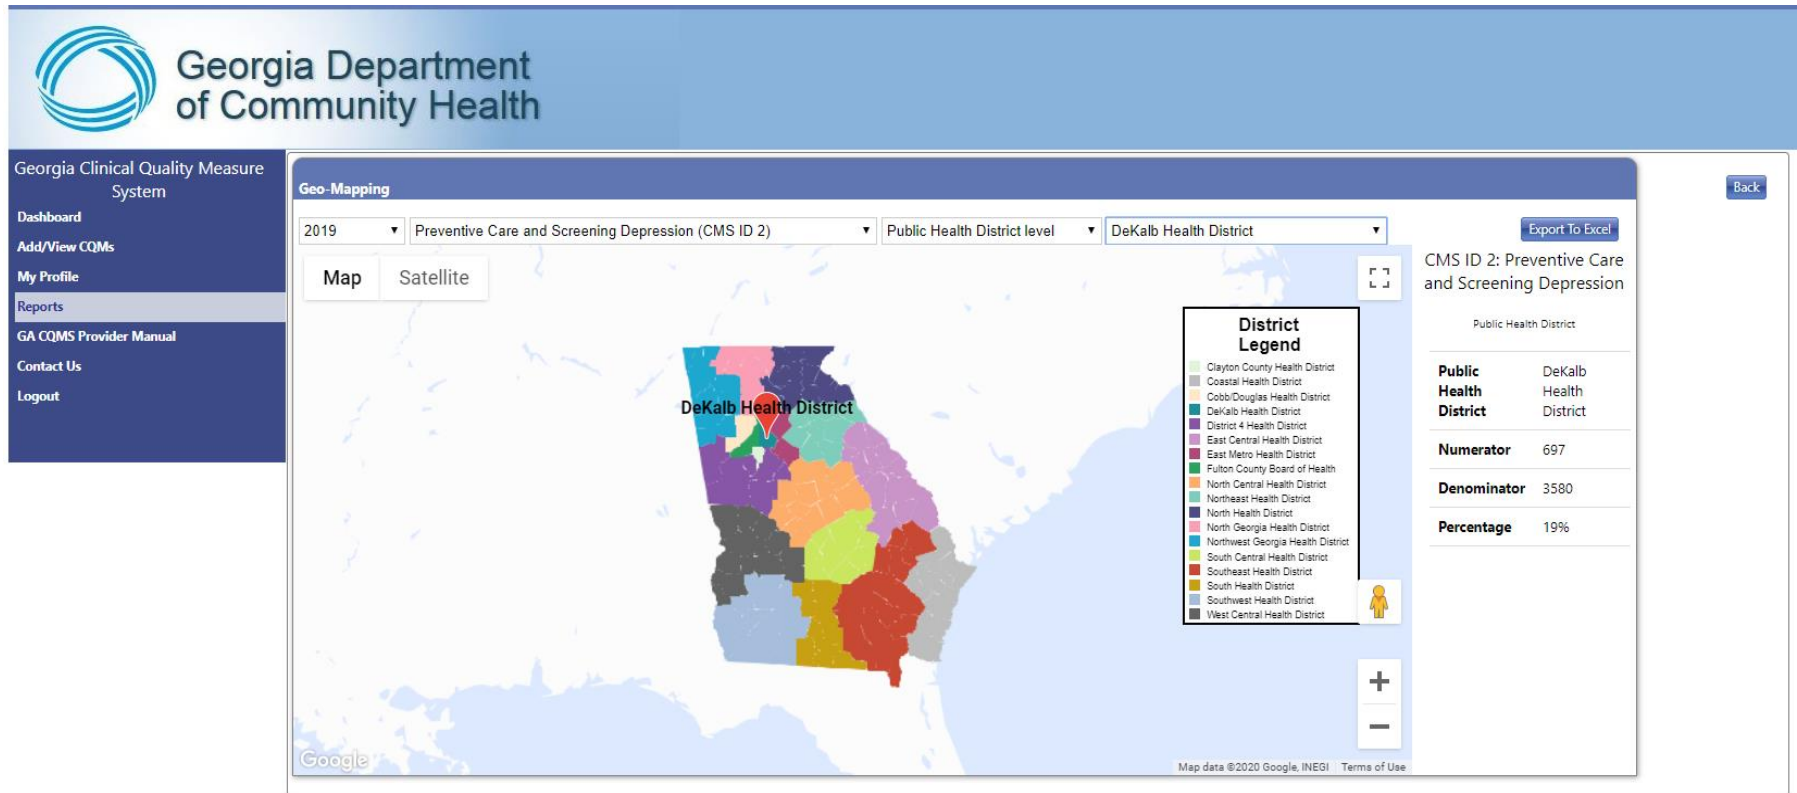 Georgia Department
of Community Health
Georgia Clinical Quality Measure
System
Dashboard
Add/View CQMs
My Profile
Reports
GA CQMS Provider Manual
Contact Us
Logout
Geo-Mapping
Back
2019
Preventive Care and Screening Depression (CMS ID 2)
Public Health District level
DeKalb Health District
Export To Excel
Map
Satellite
DeKalb Health District
District
Legend
Clayton County Health District
Coastal Health District
Cobb/Douglas Health District
DeKalb Health District
District 4 Health District
East Central Health District
East Metro Health District
Fulton County Board of Health
North Central Health District
Northeast Health District
North Health District
North Georgia Health District
Northwest Georgia Health District
South Central Health District
Southeast Health District
South Health District
Southwest Health District
West Central Health District
Google
Map data ©2020 Google, INEGI
Terms of Use
CMS ID 2: Preventive Care
and Screening Depression
Public Health District
Public DeKalb
Health Health
District District
Numerator 697
Denominator 3580
Percentage 19%